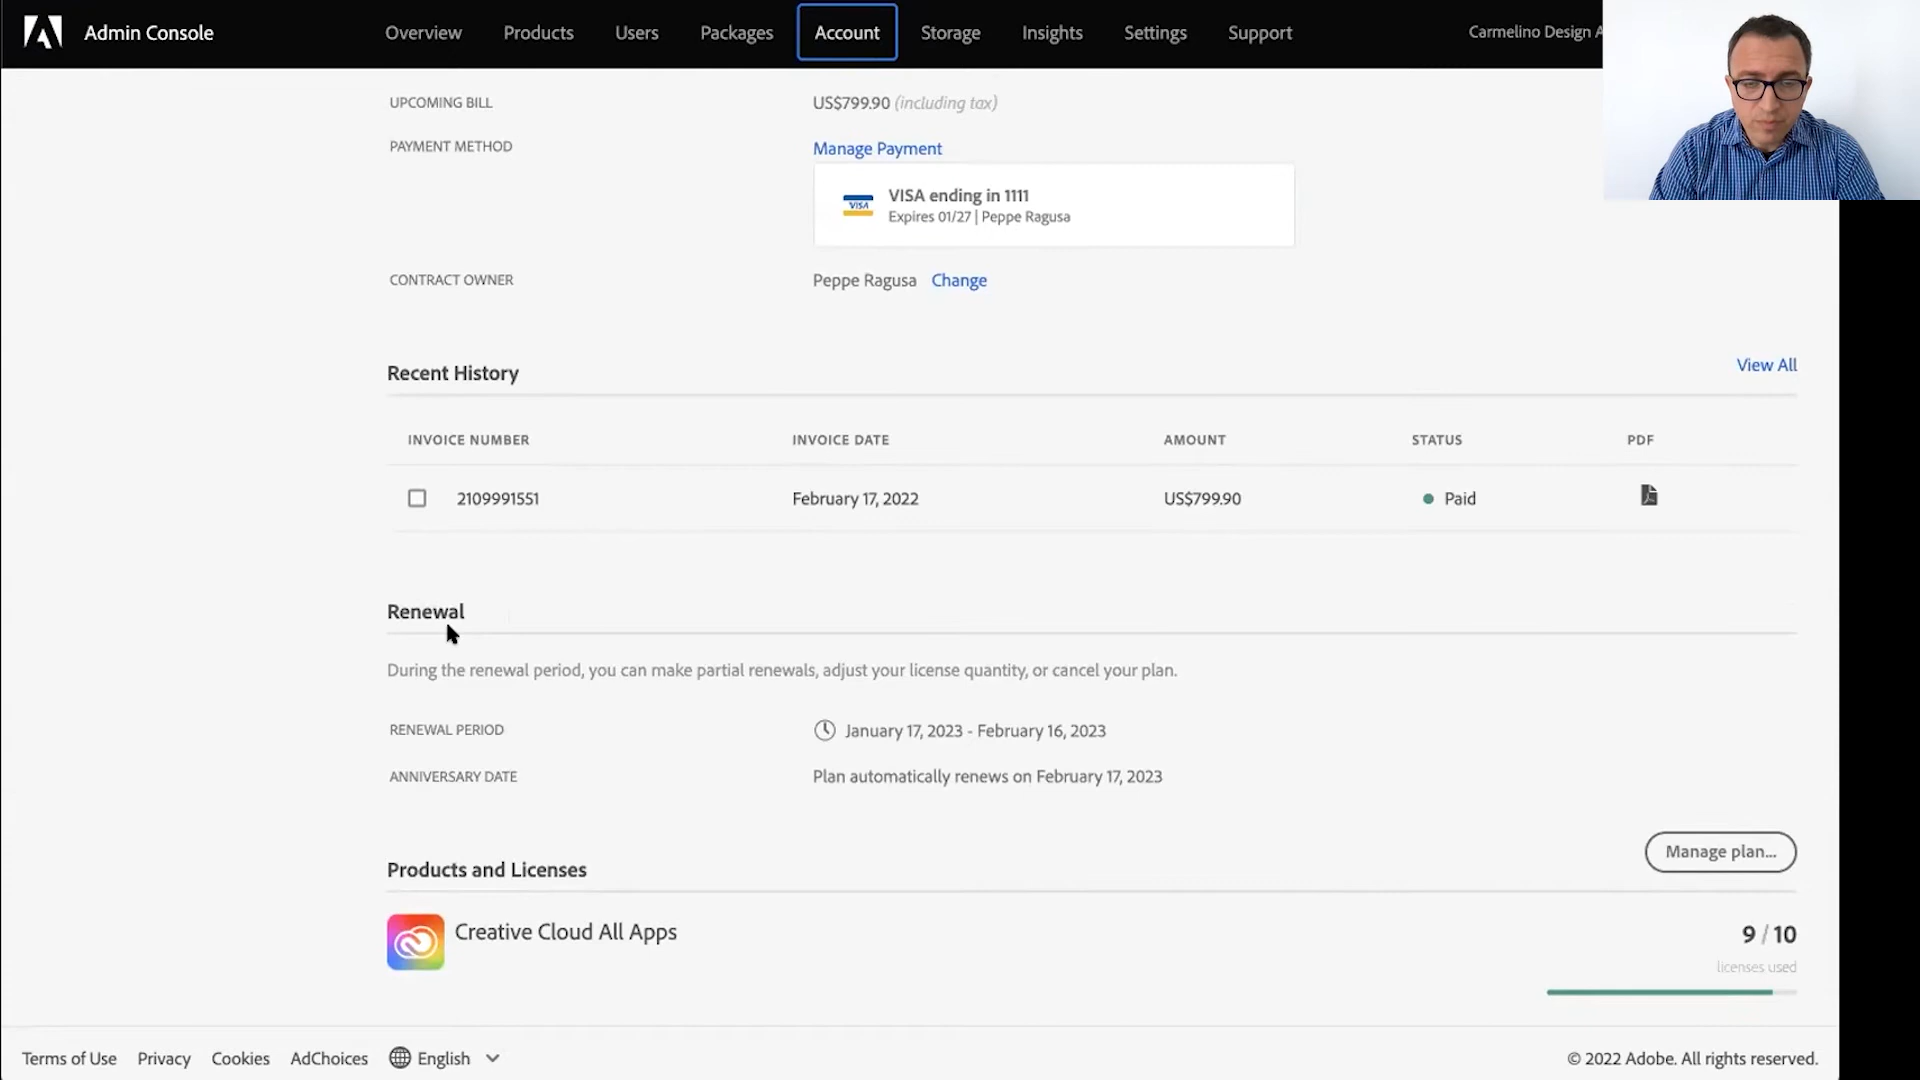 Admin Console
Overview Products Users Packages Account Storage Insights Settings Support Carmelino Design
UPCOMING BILL US$799.90 (including tax)
PAYMENT METHOD Manage Payment
VISA VISA ending in 1111
Expires 01/27 | Peppe Ragusa
CONTRACT OWNER Peppe Ragusa Change
Recent History View All
INVOICE NUMBER INVOICE DATE AMOUNT STATUS PDF
2109991551 February 17, 2022 US$799.90 Paid
Renewal
During the renewal period, you can make partial renewals, adjust your license quantity, or cancel your plan.
RENEWAL PERIOD January 17, 2023 - February 16, 2023
ANNIVERSARY DATE Plan automatically renews on February 17, 2023
Products and Licenses Manage plan...
Creative Cloud All Apps 9 / 10
licenses used
Terms of Use Privacy Cookies AdChoices English © 2022 Adobe. All rights reserved.